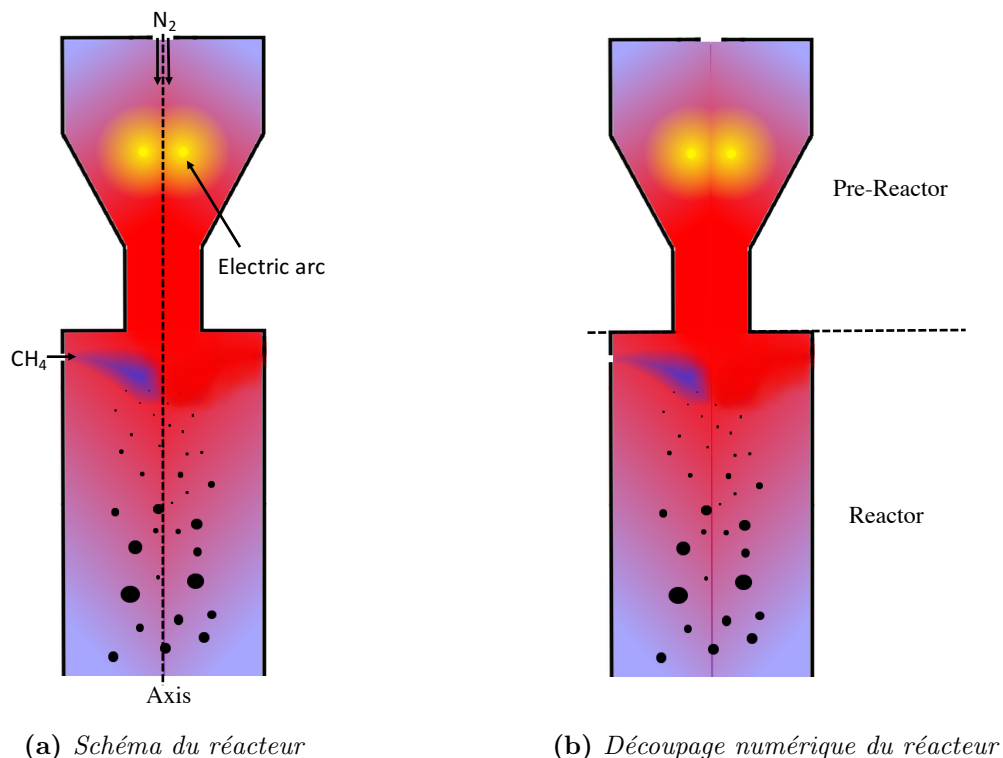 N₂
Electric arc
CH₄
Axis
(a) Schéma du réacteur
Pre-Reactor
Reactor
(b) Découpage numérique du réacteur